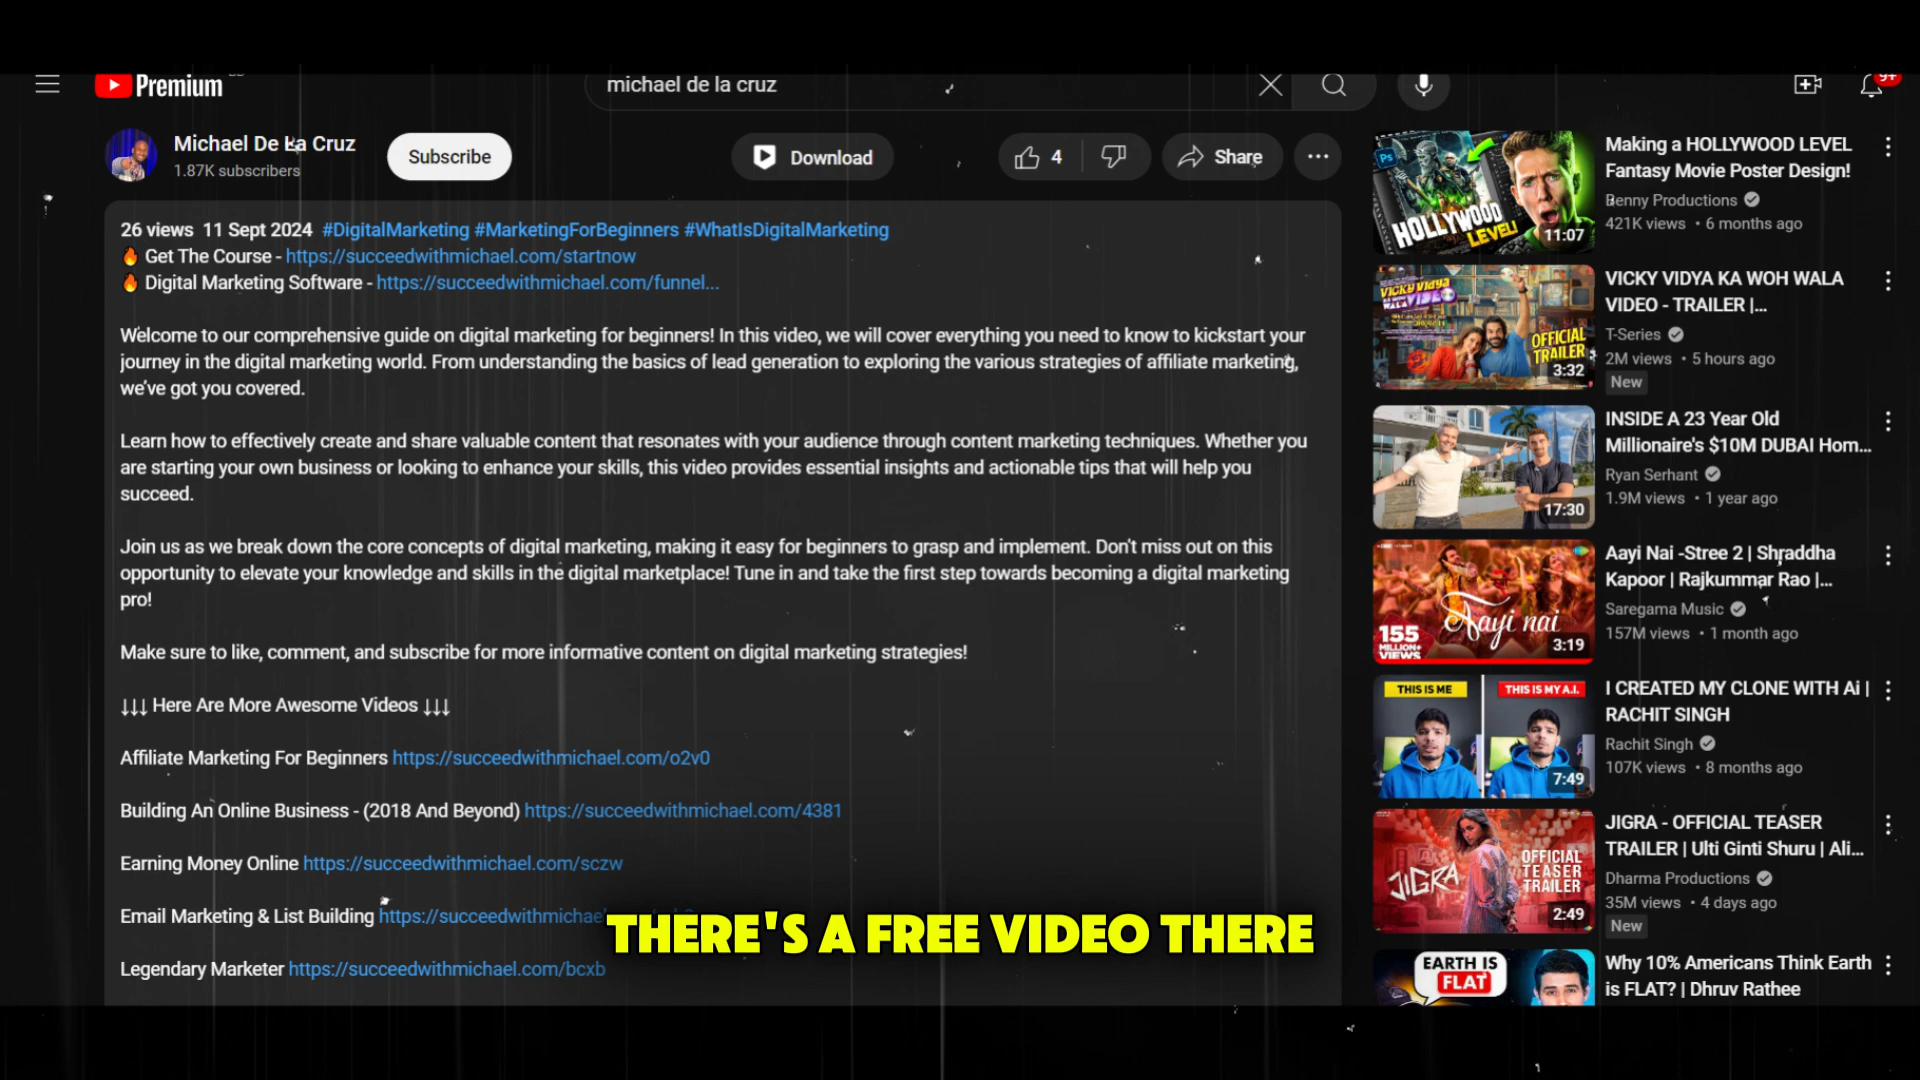 Premium
michael de la cruz
9+
Michael De La Cruz
1.87K subscribers
Subscribe
Download
4
Share
26 views 11 Sept 2024 #DigitalMarketing #MarketingForBeginners #WhatIsDigitalMarketing
🔥 Get The Course - https://succeedwithmichael.com/startnow
🔥 Digital Marketing Software - https://succeedwithmichael.com/funnel...
Welcome to our comprehensive guide on digital marketing for beginners! In this video, we will cover everything you need to know to kickstart your
journey in the digital marketing world. From understanding the basics of lead generation to exploring the various strategies of affiliate marketing,
we've got you covered.
Learn how to effectively create and share valuable content that resonates with your audience through content marketing techniques. Whether you
are starting your own business or looking to enhance your skills, this video provides essential insights and actionable tips that will help you
succeed.
Join us as we break down the core concepts of digital marketing, making it easy for beginners to grasp and implement. Don't miss out on this
opportunity to elevate your knowledge and skills in the digital marketplace! Tune in and take the first step towards becoming a digital marketing
pro!
Make sure to like, comment, and subscribe for more informative content on digital marketing strategies!
↓↓↓ Here Are More Awesome Videos ↓↓↓
Affiliate Marketing For Beginners https://succeedwithmichael.com/o2v0
Building An Online Business - (2018 And Beyond) https://succeedwithmichael.com/4381
Earning Money Online https://succeedwithmichael.com/sczw
Email Marketing & List Building https://succeedwithmichae
Legendary Marketer https://succeedwithmichael.com/bcxb
THERE'S A FREE VIDEO THERE
Ps
HOLLYWOOD
LEVEL!
11:07
Making a HOLLYWOOD LEVEL
Fantasy Movie Poster Design!
Benny Productions
421K views • 6 months ago
VICKY VIDYA
VIDEO
OFFICIAL
TRAILER
3:32
VICKY VIDYA KA WOH WALA
VIDEO - TRAILER |...
T-Series
2M views • 5 hours ago
New
17:30
INSIDE A 23 Year Old
Millionaire's $10M DUBAI Hom...
Ryan Serhant
1.9M views • 1 year ago
Aayi nai
155
MILLION+
VIEWS
3:19
Aayi Nai -Stree 2 | Shraddha
Kapoor | Rajkummar Rao |...
Saregama Music
157M views • 1 month ago
THIS IS ME
THIS IS MY A.I.
7:49
I CREATED MY CLONE WITH Ai |
RACHIT SINGH
Rachit Singh
107K views • 8 months ago
JIGRA
OFFICIAL
TEASER
TRAILER
2:49
JIGRA - OFFICIAL TEASER
TRAILER | Ulti Ginti Shuru | Ali...
Dharma Productions
35M views • 4 days ago
New
EARTH IS
FLAT
Why 10% Americans Think Earth
is FLAT? | Dhruv Rathee